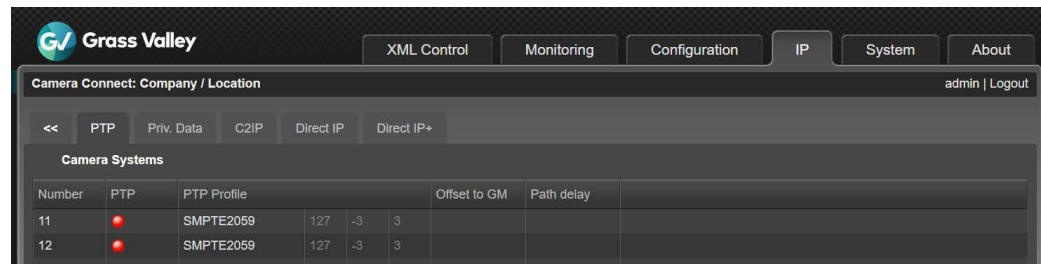 GV Grass Valley
XML Control Monitoring Configuration IP System About
Camera Connect: Company / Location admin | Logout
<< PTP Priv. Data C2IP Direct IP Direct IP+
Camera Systems
Number PTP PTP Profile Offset to GM Path delay
11 SMPTE2059 127 -3 3
12 SMPTE2059 127 -3 3